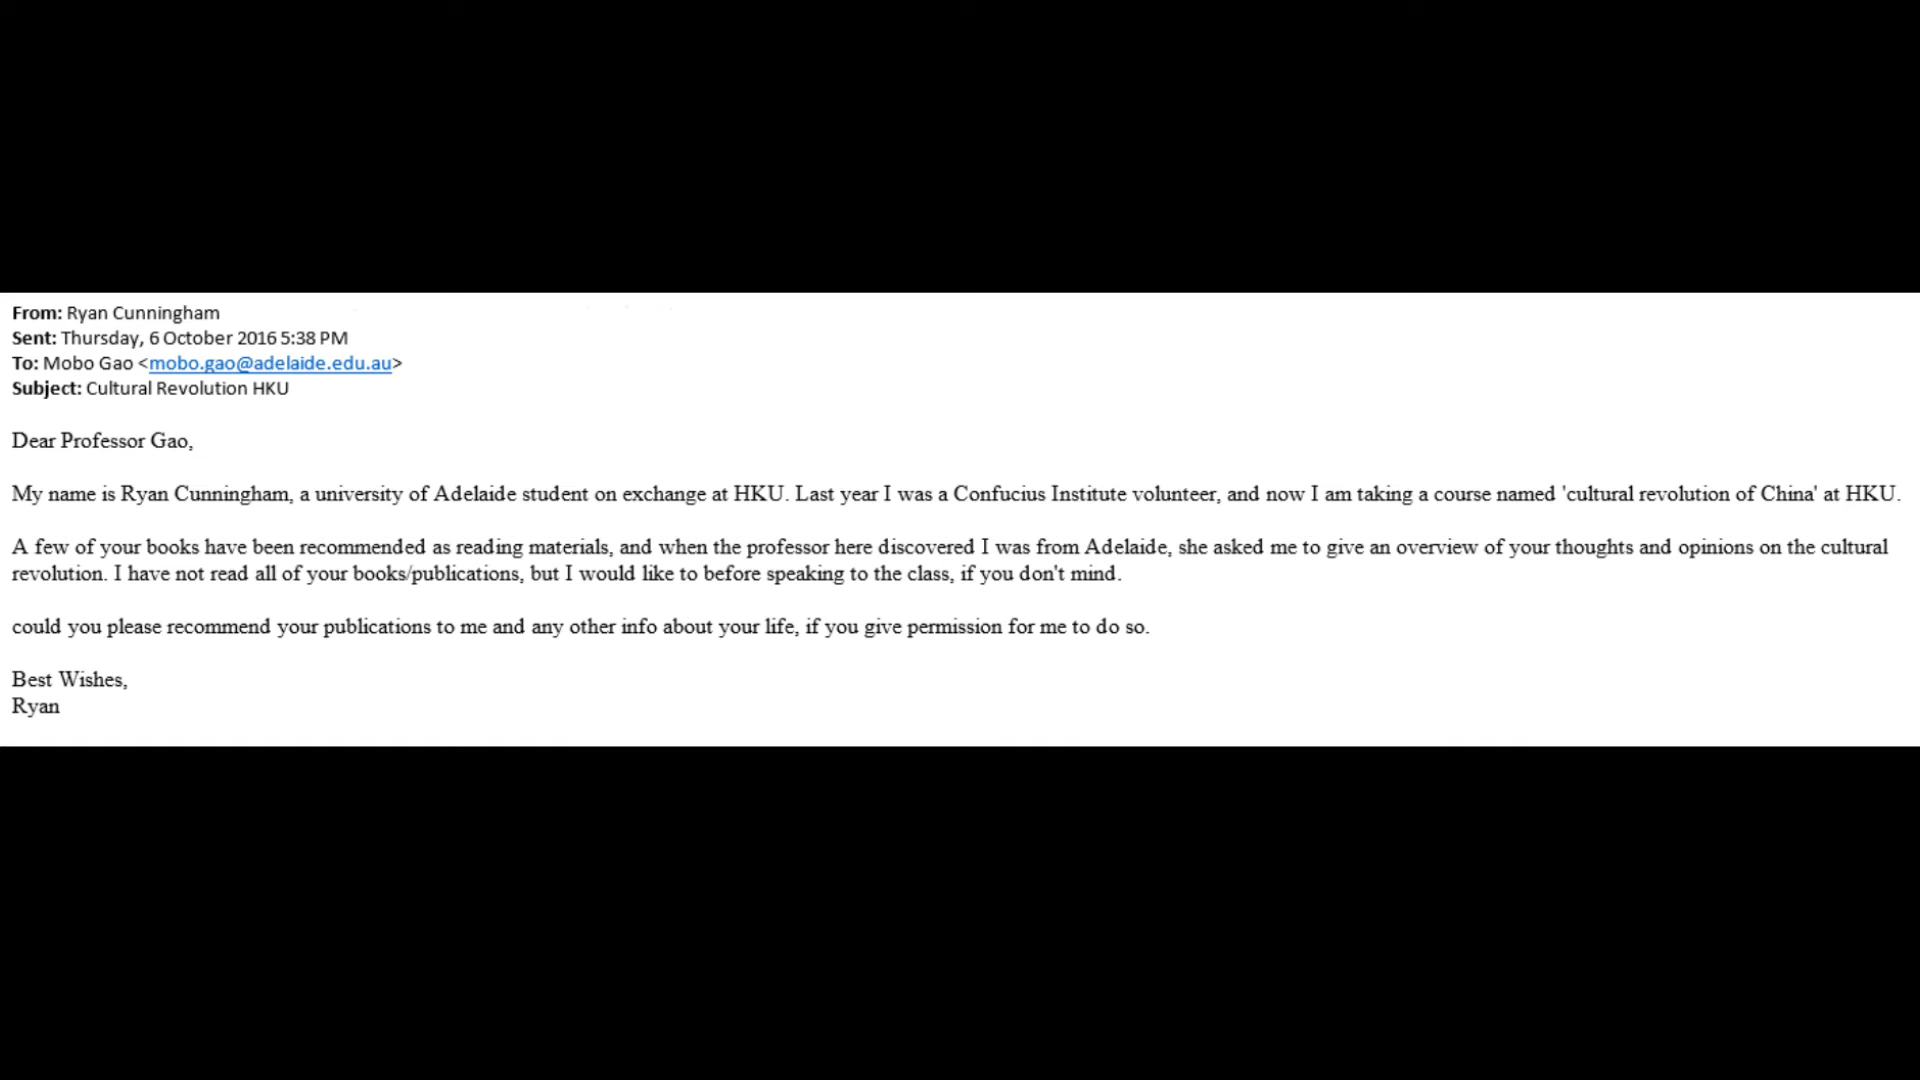 From: Ryan Cunningham
Sent: Thursday, 6 October 2016 5:38 PM
To: Mobo Gao <mobo.gao@adelaide.edu.au>
Subject: Cultural Revolution HKU
Dear Professor Gao,
My name is Ryan Cunningham, a university of Adelaide student on exchange at HKU. Last year I was a Confucius Institute volunteer, and now I am taking a course named 'cultural revolution of China' at HKU.
A few of your books have been recommended as reading materials, and when the professor here discovered I was from Adelaide, she asked me to give an overview of your thoughts and opinions on the cultural
revolution. I have not read all of your books/publications, but I would like to before speaking to the class, if you don't mind.
could you please recommend your publications to me and any other info about your life, if you give permission for me to do so.
Best Wishes,
Ryan